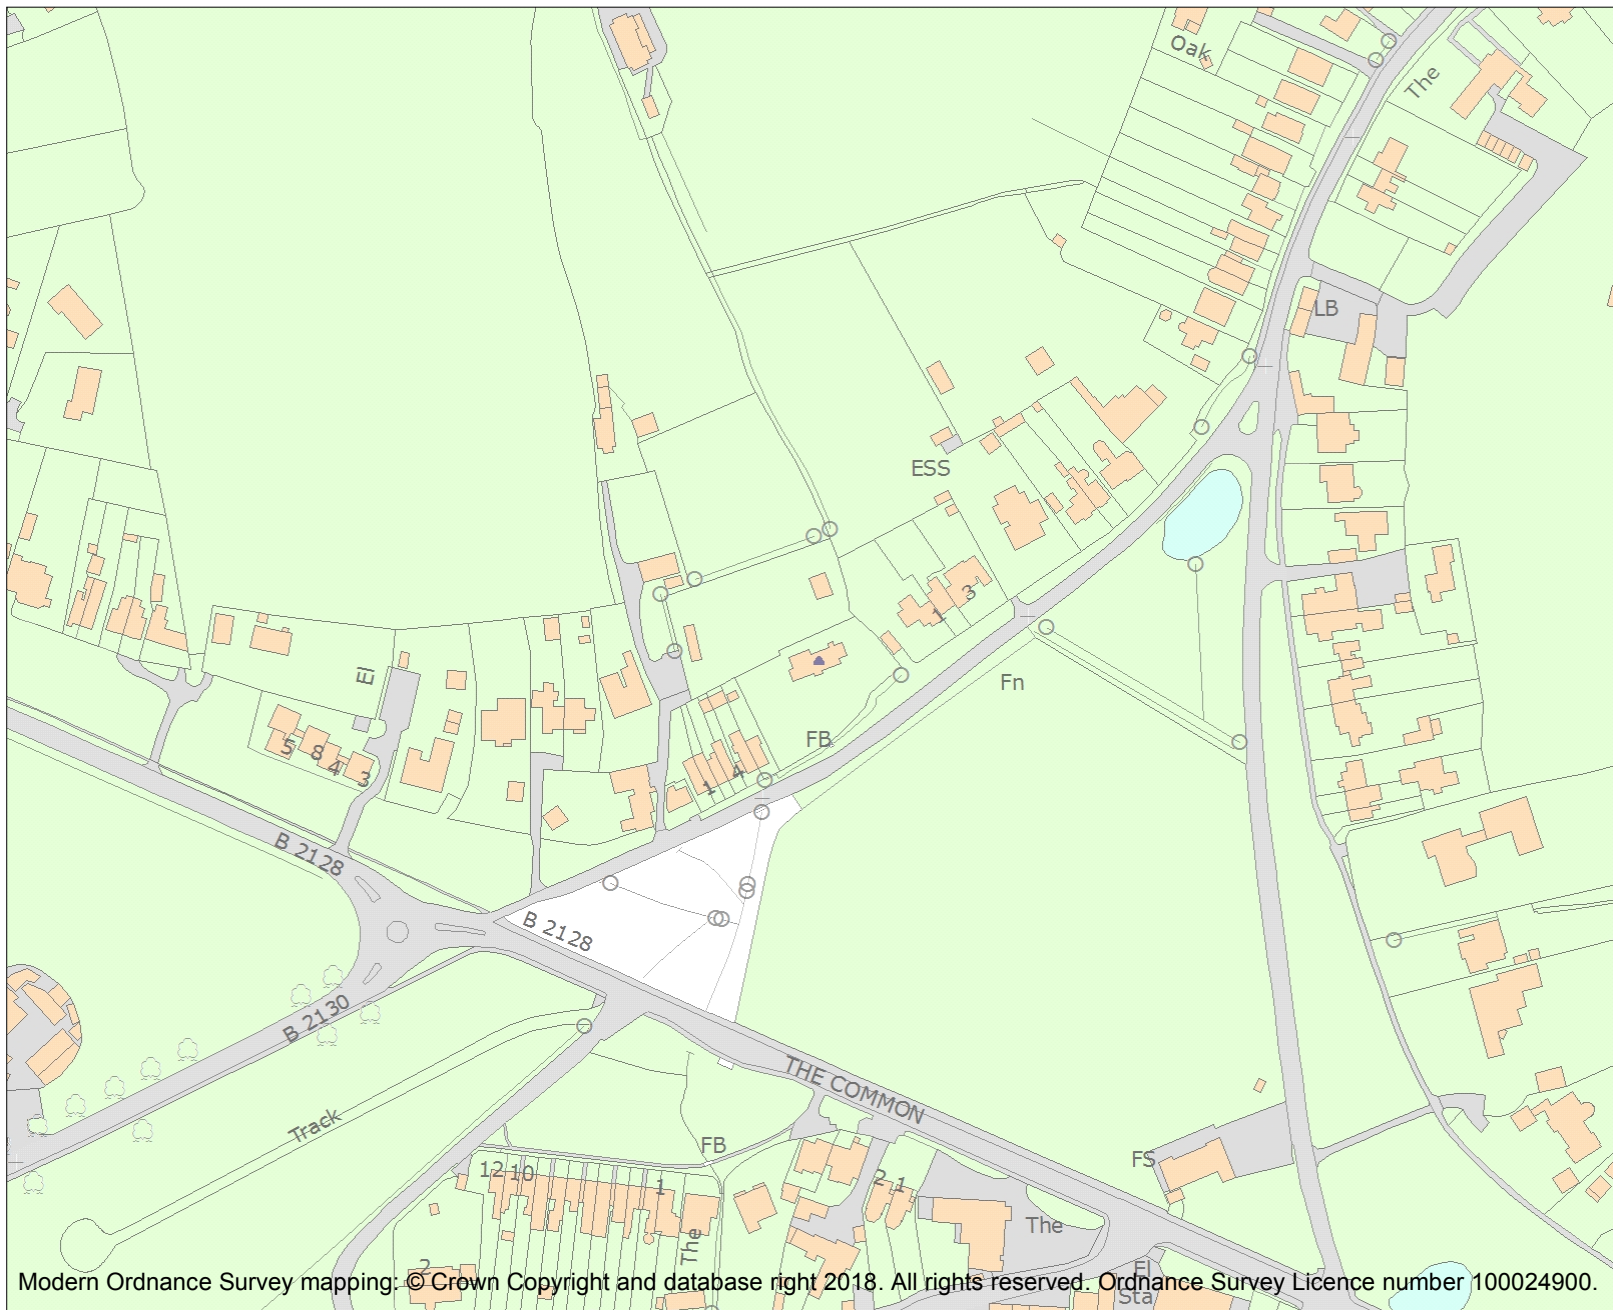 Oak
The
LB
ESS
1
3
El
Fn
FB
5
8
4
3
1
4
B 2128
B 2128
B 2130
THE COMMON
Track
FB
FS
12 10
1
2 1
The
The
2
El
Sta
Modern Ordnance Survey mapping: © Crown Copyright and database right 2018. All rights reserved. Ordnance Survey Licence number 100024900.